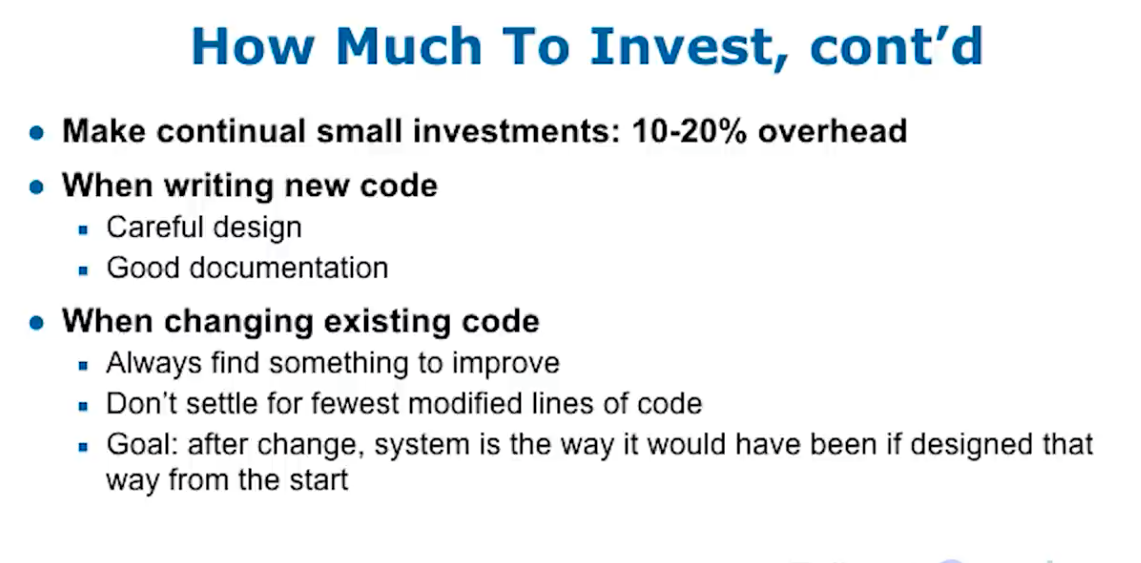 How Much To Invest, cont’d
● Make continual small investments: 10-20% overhead
● When writing new code
▪ Careful design
▪ Good documentation
● When changing existing code
▪ Always find something to improve
▪ Don’t settle for fewest modified lines of code
▪ Goal: after change, system is the way it would have been if designed that
way from the start